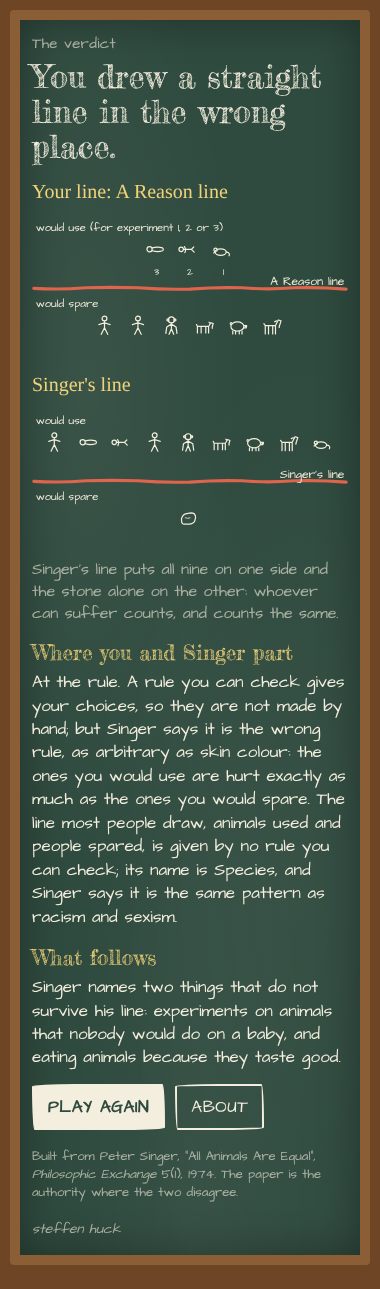 The verdict
You drew a straight
line in the wrong
place.
Your line: A Reason line
would use (for experiment 1, 2 or 3)
3 2 1
A Reason line
would spare
Singer's line
would use
Singer's line
would spare
Singer's line puts all nine on one side and
the stone alone on the other: whoever
can suffer counts, and counts the same.
Where you and Singer part
At the rule. A rule you can check gives
your choices, so they are not made by
hand; but Singer says it is the wrong
rule, as arbitrary as skin colour: the
ones you would use are hurt exactly as
much as the ones you would spare. The
line most people draw, animals used and
people spared, is given by no rule you
can check; its name is Species, and
Singer says it is the same pattern as
racism and sexism.
What follows
Singer names two things that do not
survive his line: experiments on animals
that nobody would do on a baby, and
eating animals because they taste good.
PLAY AGAIN ABOUT
Built from Peter Singer, "All Animals Are Equal",
Philosophic Exchange 5(1), 1974. The paper is the
authority where the two disagree.
steffen huck